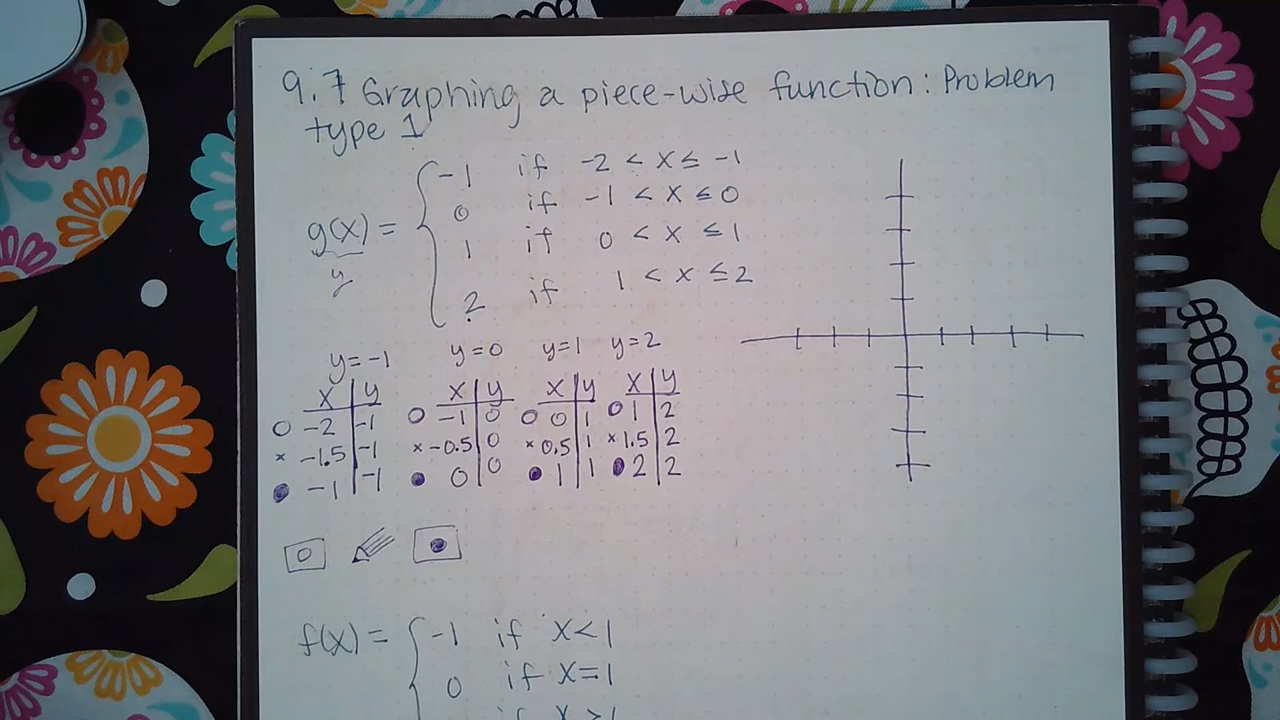 9.7 Graphing a piece-wise function: Problem
type 1
g(x) = { -1 if -2 < x ≤ -1
0 if -1 < x ≤ 0
1 if 0 < x ≤ 1
2 if 1 < x ≤ 2
y
y=-1 y=0 y=1 y=2
x | y x | y x | y x | y
○ -2 | -1 ○ -1 | 0 ○ 0 | 1 ○ 1 | 2
× -1.5 | -1 × -0.5 | 0 × 0.5 | 1 × 1.5 | 2
● -1 | -1 ● 0 | 0 ● 1 | 1 ● 2 | 2
f(x) = { -1 if x<1
0 if x=1
if x>1